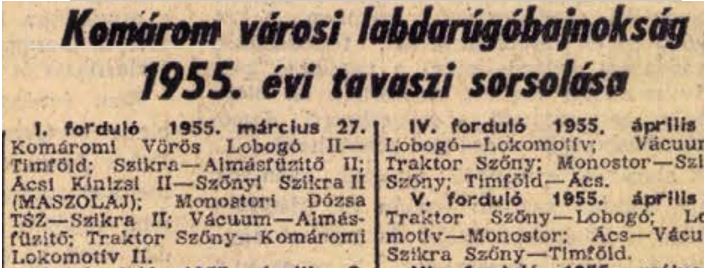 Komárom városi labdarúgóbajnokság
1955. évi tavaszi sorsolása
I. forduló 1955. március 27.
Komáromi Vörös Lobogó II—
Timföld; Szikra—Almásfüzitő II;
Ácsi Kinizsi II—Szőnyi Szikra II
(MASZOLAJ); Monostori Dózsa
TSZ—Szikra II; Vácuum—Almás-
füzitő; Traktor Szőny—Komáromi
Lokomotív II.
IV. forduló 1955. április
Lobogó—Lokomotív; Vácuum
Traktor Szőny; Monostor—Szi
Szőny; Timföld—Ács.
V. forduló 1955. április
Traktor Szőny—Lobogó; Lo
motív—Monostor; Ács—Vácu
Szikra Szőny—Timföld.